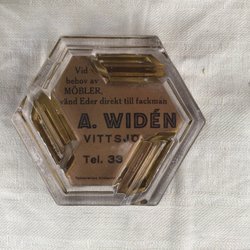 Vid
behov av
MÖBLER,
vänd Eder direkt till fackman
A. WIDÉN
VITTSJÖ
Tel. 33